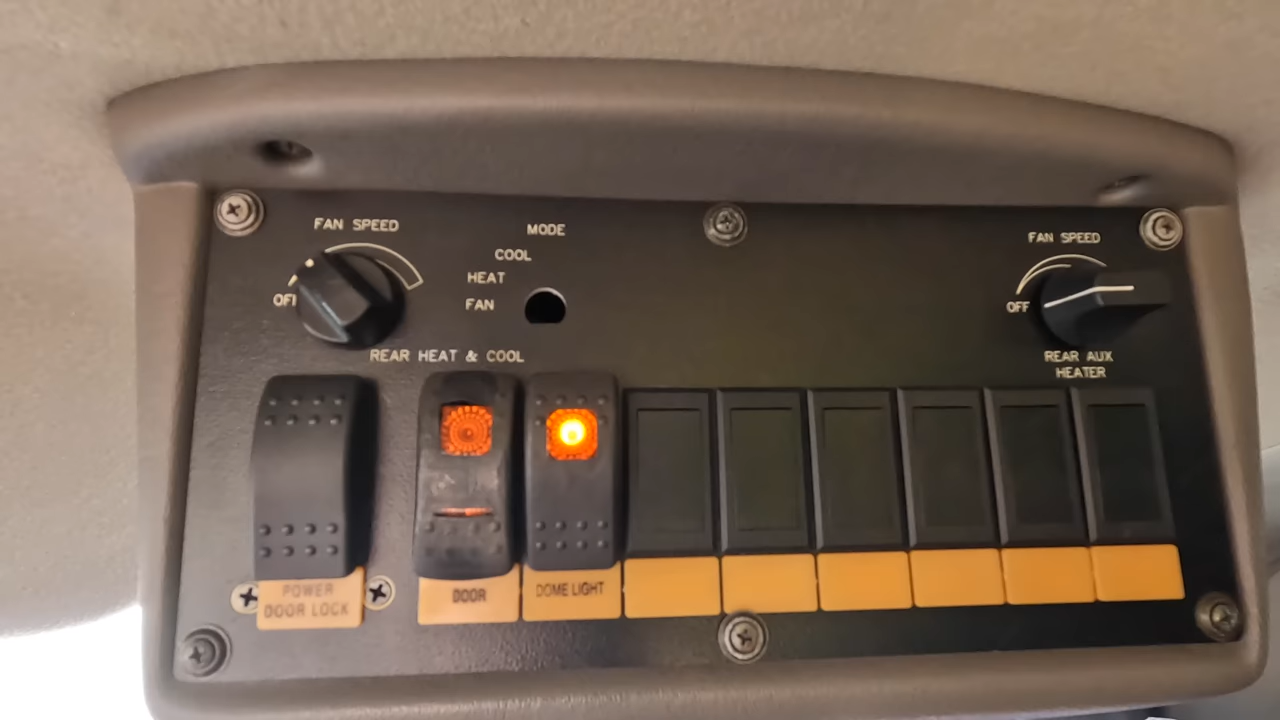 FAN SPEED
OFF
MODE
COOL
HEAT
FAN
REAR HEAT & COOL
FAN SPEED
OFF
REAR AUX
HEATER
POWER
DOOR LOCK
DOOR
DOME LIGHT